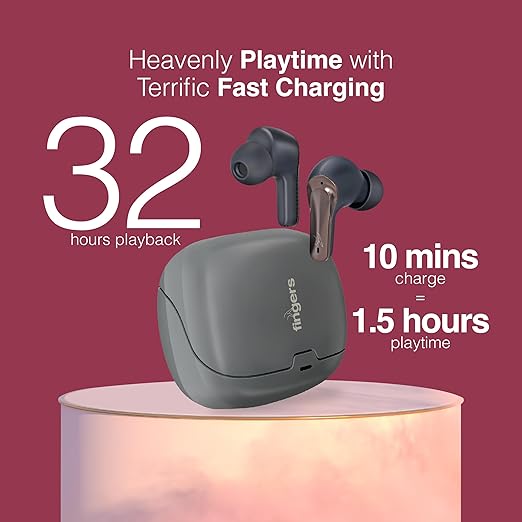 Heavenly Playtime with
Terrific Fast Charging
32
hours playback
fingers
10 mins
charge
=
1.5 hours
playtime